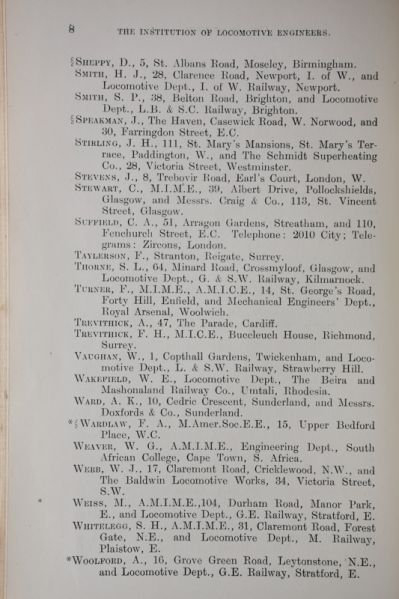 8 THE INSTITUTION OF LOCOMOTIVE ENGINEERS.
§SHEPPY, D., 5, St. Albans Road, Moseley, Birmingham.
SMITH, H. J., 28, Clarence Road, Newport, I. of W., and
Locomotive Dept., I. of W. Railway, Newport.
SMITH, S. P., 38, Belton Road, Brighton, and Locomotive
Dept., L.B. & S.C. Railway, Brighton.
§SPEAKMAN, J., The Haven, Casewick Road, W. Norwood, and
30, Farringdon Street, E.C.
STIRLING, J. H., 111, St. Mary's Mansions, St. Mary's Ter-
race, Paddington, W., and The Schmidt Superheating
Co., 28, Victoria Street, Westminster.
STEVENS, J., 8, Trebovir Road, Earl's Court, London, W.
STEWART, C., M.I.M.E., 39, Albert Drive, Pollockshields,
Glasgow, and Messrs. Craig & Co., 113, St. Vincent
Street, Glasgow.
SUFFIELD, C. A., 51, Arragon Gardens, Streatham, and 110,
Fenchurch Street, E.C. Telephone: 2010 City; Tele-
grams: Zircons, London.
TAYLERSON, F., Stranton, Reigate, Surrey.
THORNE, S. L., 64, Minard Road, Crossmyloof, Glasgow, and
Locomotive Dept., G. & S.W. Railway, Kilmarnock.
TURNER, F., M.I.M.E., A.M.I.C.E., 14, St. George's Road,
Forty Hill, Enfield, and Mechanical Engineers' Dept.,
Royal Arsenal, Woolwich.
TREVITHICK, A., 47, The Parade, Cardiff.
TREVITHICK, F. H., M.I.C.E., Buccleuch House, Richmond,
Surrey.
VAUGHAN, W., 1, Copthall Gardens, Twickenham, and Loco-
motive Dept., L. & S.W. Railway, Strawberry Hill.
WAKEFIELD, W. E., Locomotive Dept., The Beira and
Mashonaland Railway Co., Umtali, Rhodesia.
WARD, A. K., 10, Cedric Crescent, Sunderland, and Messrs.
Doxfords & Co., Sunderland.
*§WARDLAW, F. A., M.Amer.Soc.E.E., 15, Upper Bedford
Place, W.C.
WEAVER, W. G., A.M.I.M.E., Engineering Dept., South
African College, Cape Town, S. Africa.
WEBB, W. J., 17, Claremont Road, Cricklewood, N.W., and
The Baldwin Locomotive Works, 34, Victoria Street,
S.W.
WEISS, M., A.M.I.M.E.,104, Durham Road, Manor Park,
E., and Locomotive Dept., G.E. Railway, Stratford, E.
WHITELEGG, S. H., A.M.I.M.E., 31, Claremont Road, Forest
Gate, N.E., and Locomotive Dept., M. Railway,
Plaistow, E.
*WOOLFORD, A., 16, Grove Green Road, Leytonstone, N.E.,
and Locomotive Dept., G.E. Railway, Stratford, E.